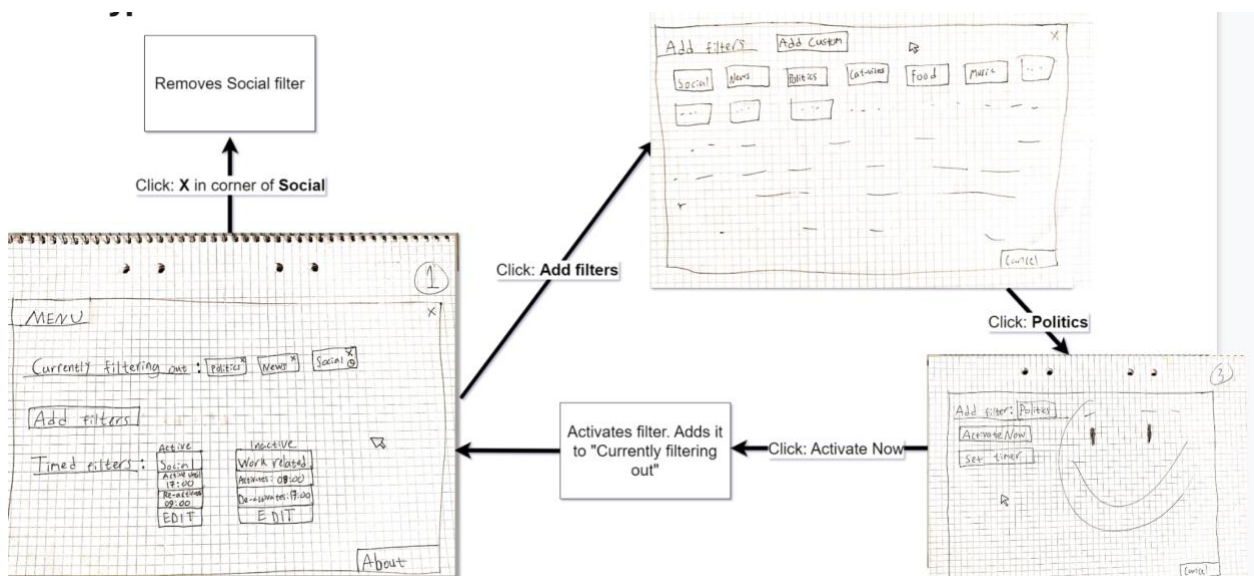 Removes Social filter
Click: X in corner of Social
1
MENU
X
Currently filtering out : Politics x News x Social x
Add filters
Timed filters :
Active
Social
Active until
17:00
Re-activates
09:00
EDIT
Inactive
Work related
Activates: 08:00
De-activates: 17:00
EDIT
About
Click: Add filters
Add filters
Add Custom
X
Social
News
Politics
Food
Music
...
Cancel
Click: Politics
Add filter: Politics
Activate Now
Set timer
Cancel
Click: Activate Now
Activates filter. Adds it
to "Currently filtering
out"